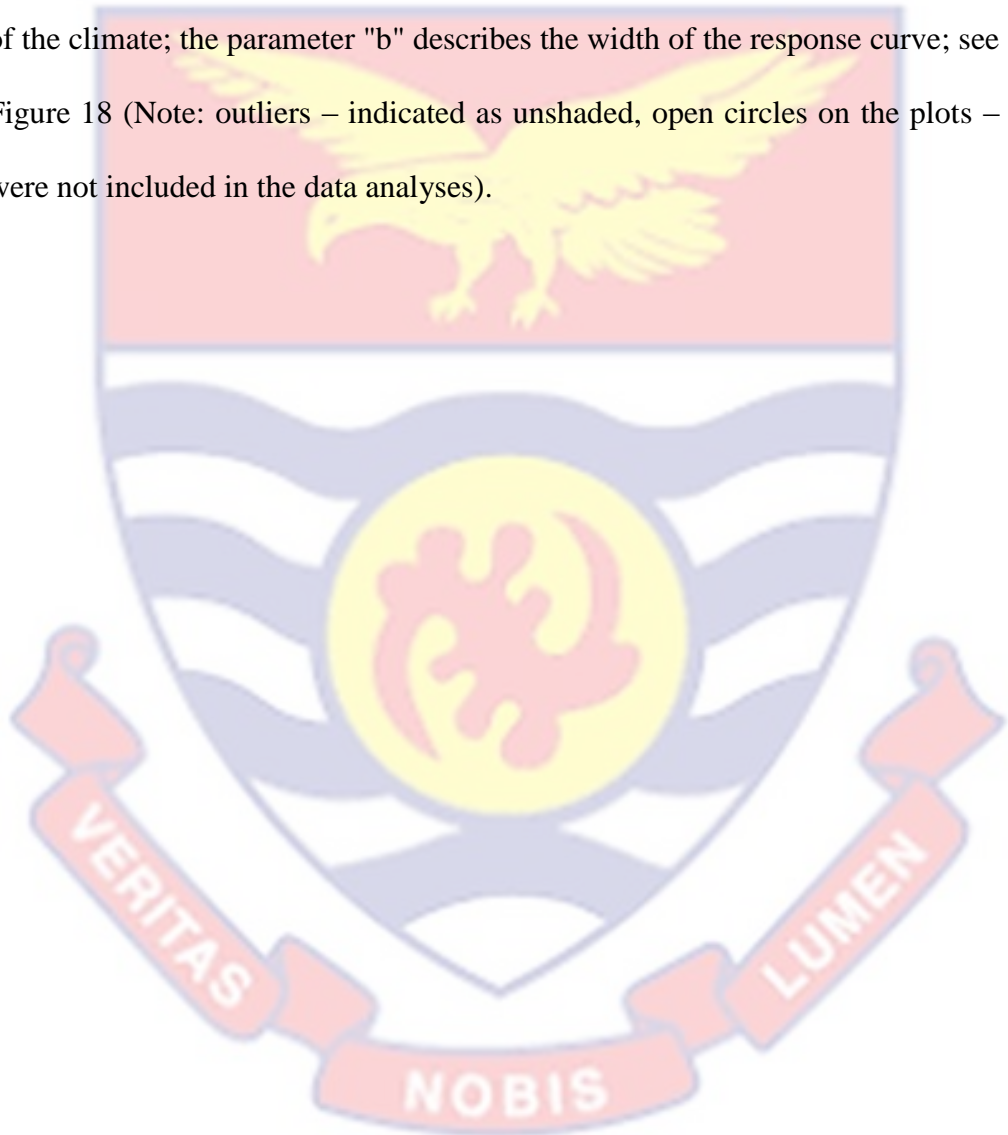 of the climate; the parameter "b" describes the width of the response curve; see
Figure 18 (Note: outliers – indicated as unshaded, open circles on the plots –
were not included in the data analyses).
VERITAS
NOBIS
LUMEN